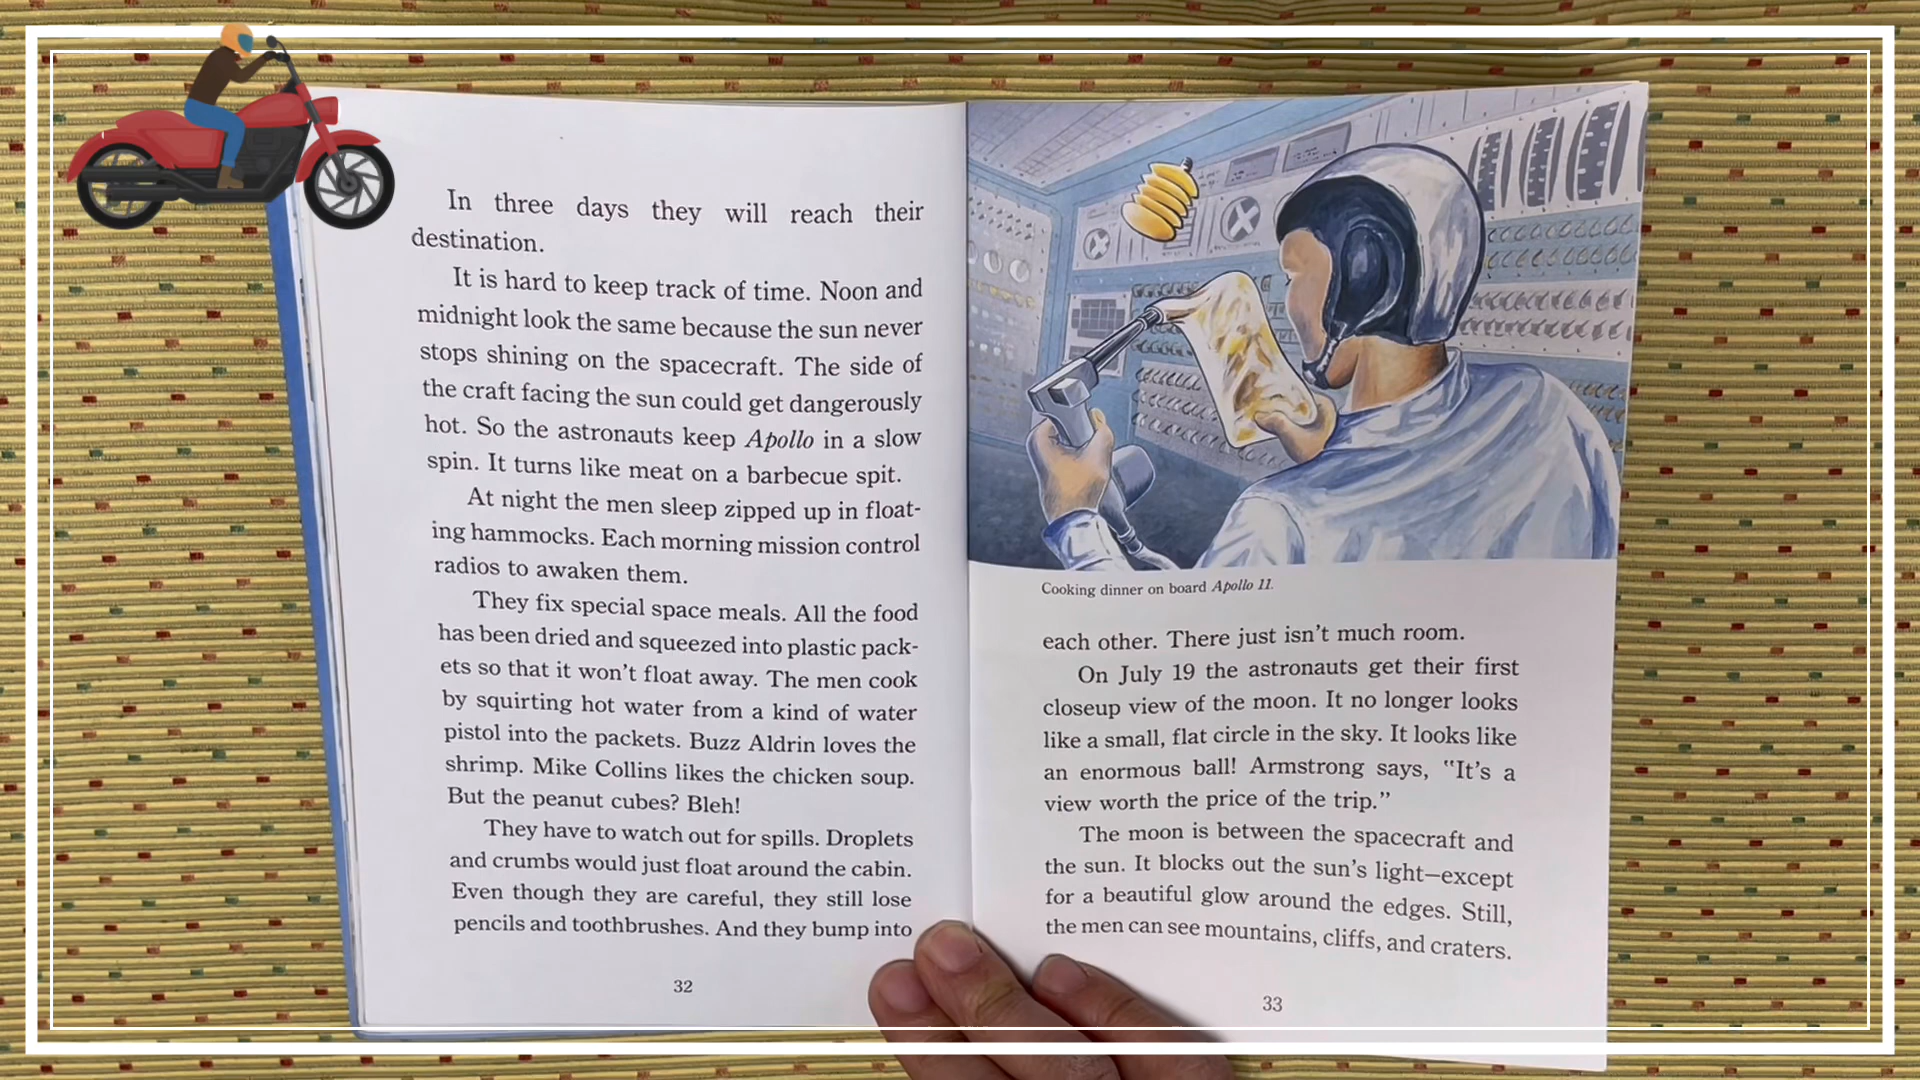 In three days they will reach their
destination.
It is hard to keep track of time. Noon and
midnight look the same because the sun never
stops shining on the spacecraft. The side of
the craft facing the sun could get dangerously
hot. So the astronauts keep Apollo in a slow
spin. It turns like meat on a barbecue spit.
At night the men sleep zipped up in float-
ing hammocks. Each morning mission control
radios to awaken them.
They fix special space meals. All the food
has been dried and squeezed into plastic pack-
ets so that it won’t float away. The men cook
by squirting hot water from a kind of water
pistol into the packets. Buzz Aldrin loves the
shrimp. Mike Collins likes the chicken soup.
But the peanut cubes? Bleh!
They have to watch out for spills. Droplets
and crumbs would just float around the cabin.
Even though they are careful, they still lose
pencils and toothbrushes. And they bump into
32
Cooking dinner on board Apollo 11.
each other. There just isn’t much room.
On July 19 the astronauts get their first
closeup view of the moon. It no longer looks
like a small, flat circle in the sky. It looks like
an enormous ball! Armstrong says, “It’s a
view worth the price of the trip.”
The moon is between the spacecraft and
the sun. It blocks out the sun’s light—except
for a beautiful glow around the edges. Still,
the men can see mountains, cliffs, and craters.
33